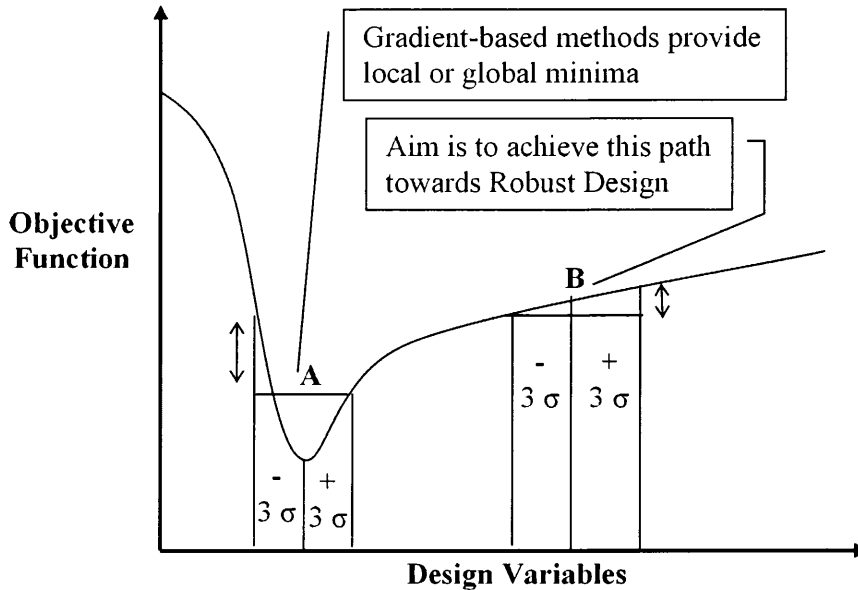 Gradient-based methods provide
local or global minima
Aim is to achieve this path
towards Robust Design
Objective
Function
B
A
- +
3 σ 3 σ
- +
3 σ 3 σ
Design Variables